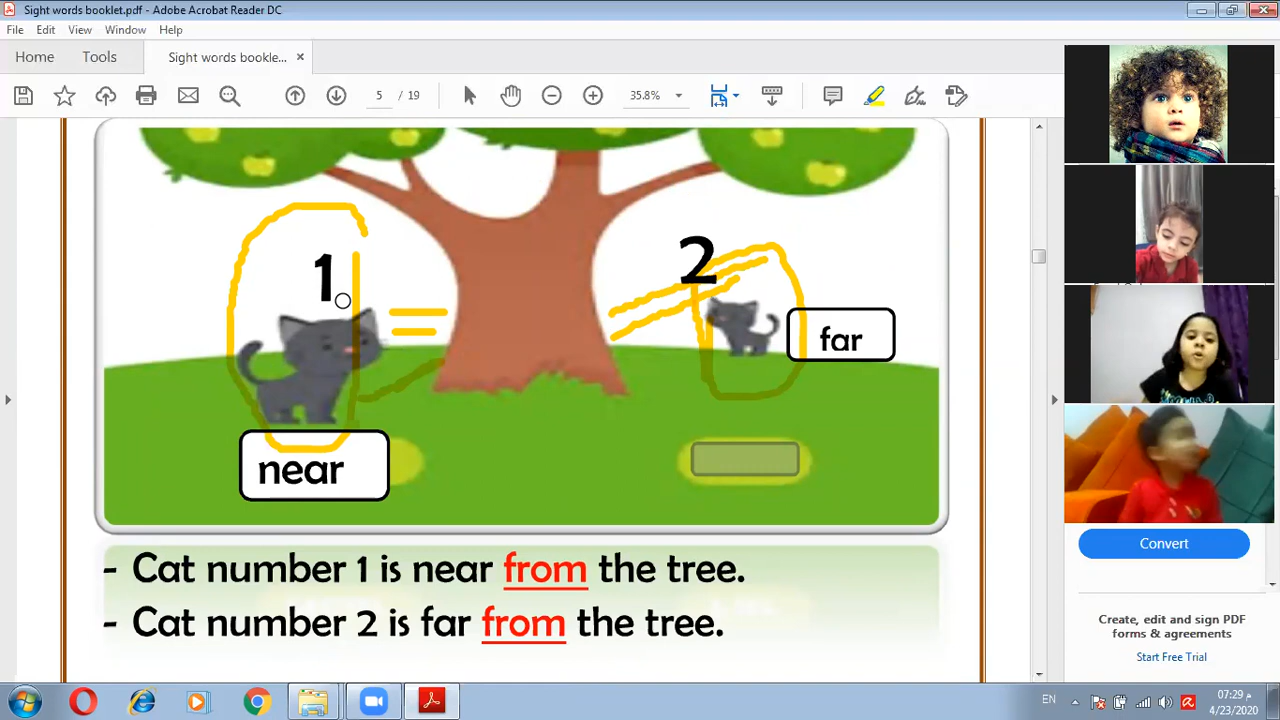 Sight words booklet.pdf - Adobe Acrobat Reader DC
File Edit View Window Help
Home Tools Sight words bookle... ×
5 / 19 35.8%
1 2
far
near
- Cat number 1 is near from the tree.
- Cat number 2 is far from the tree.
Convert
Create, edit and sign PDF
forms & agreements
Start Free Trial
EN
07:29 م
4/23/2020